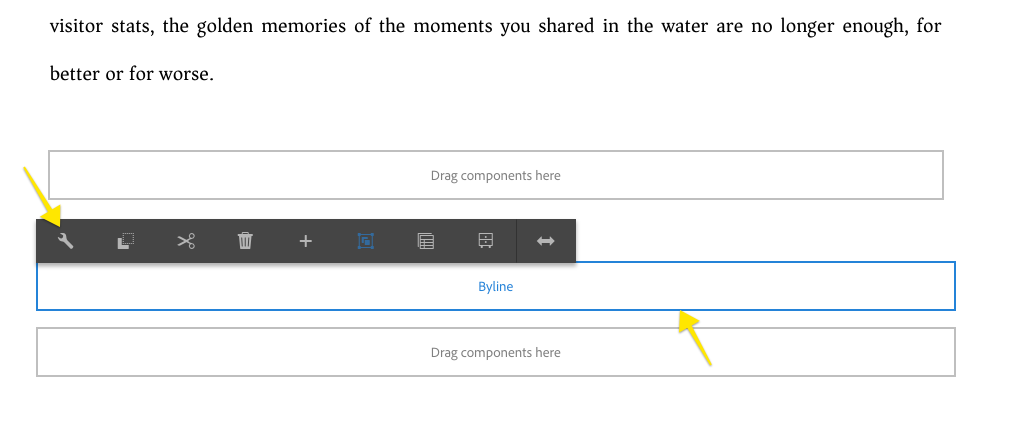 visitor stats, the golden memories of the moments you shared in the water are no longer enough, for
better or for worse.
Drag components here
Byline
Drag components here